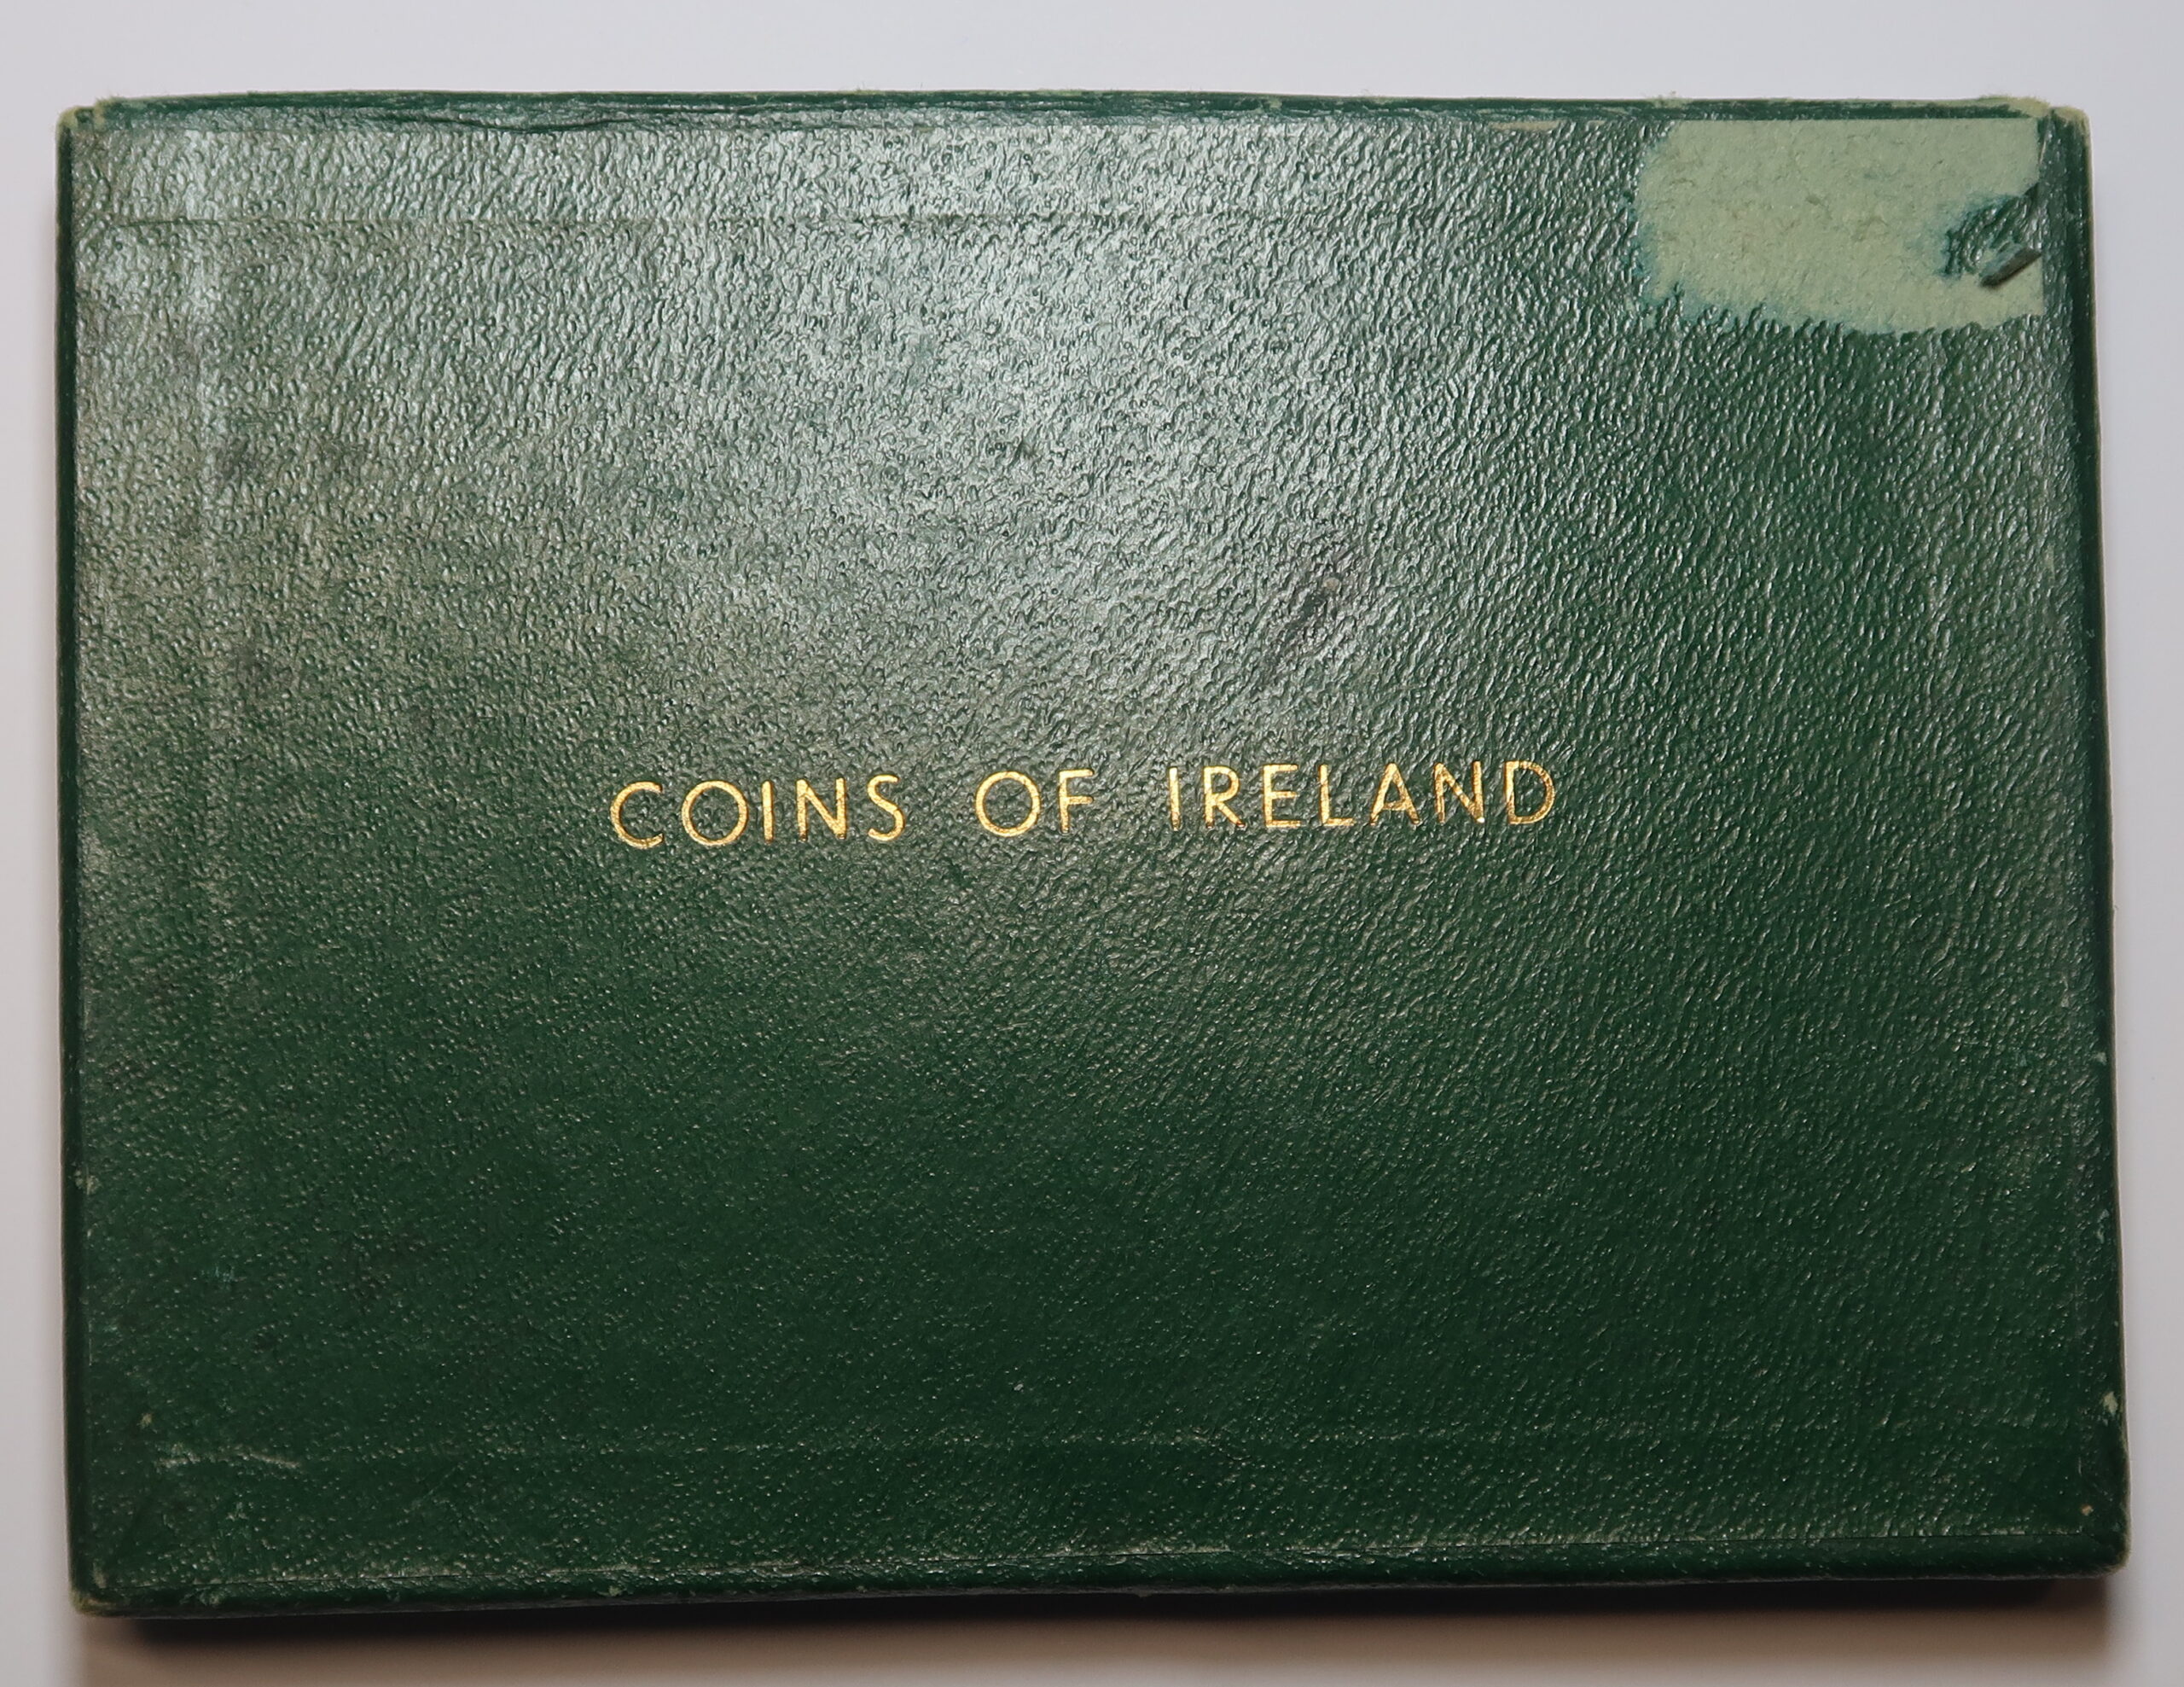 COINS OF IRELAND